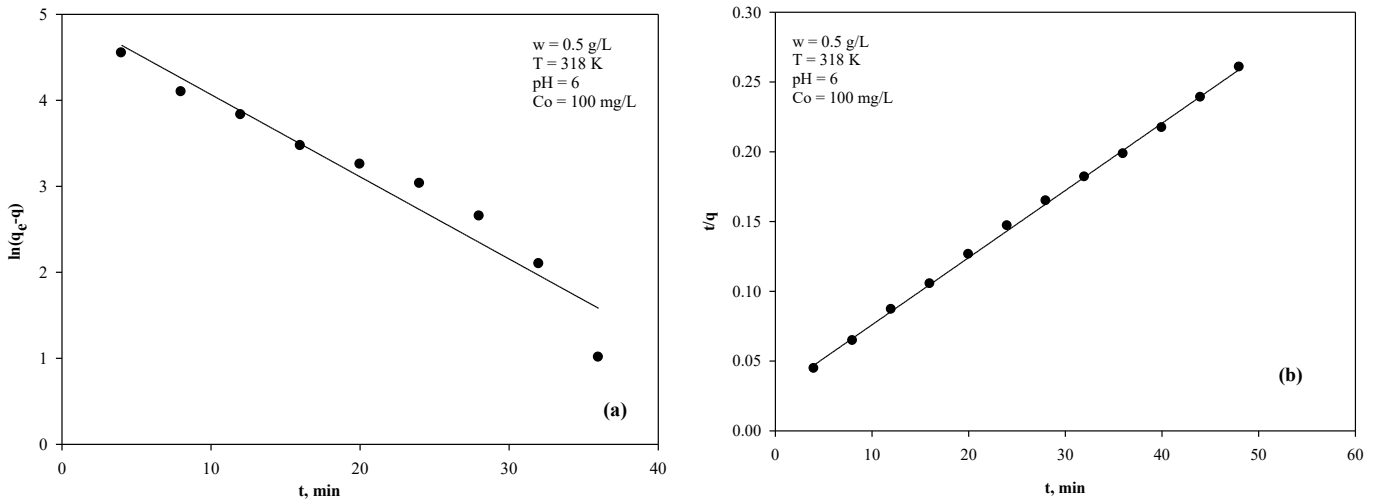 5
4
3
2
1
0
ln(qe-q)
w = 0.5 g/L
T = 318 K
pH = 6
Co = 100 mg/L
(a)
0 10 20 30 40
t, min
0.30
0.25
0.20
0.15
0.10
0.05
0.00
t/q
w = 0.5 g/L
T = 318 K
pH = 6
Co = 100 mg/L
(b)
0 10 20 30 40 50 60
t, min